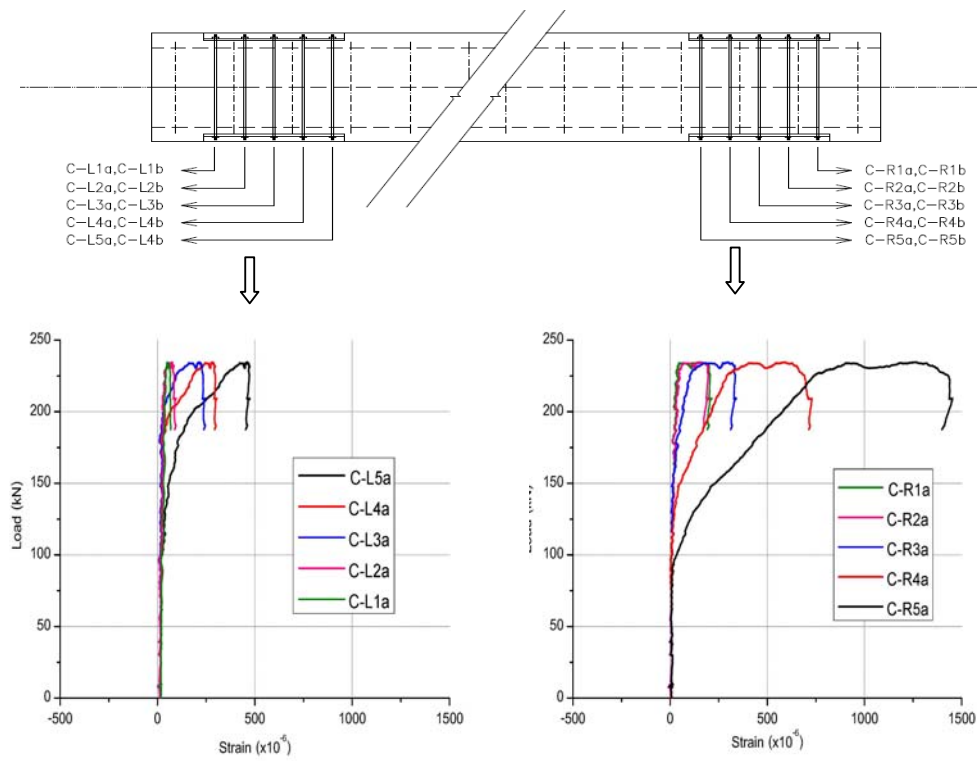 C-L1a,C-L1b
C-L2a,C-L2b
C-L3a,C-L3b
C-L4a,C-L4b
C-L5a,C-L4b
C-R1a,C-R1b
C-R2a,C-R2b
C-R3a,C-R3b
C-R4a,C-R4b
C-R5a,C-R5b
250
200
150
100
50
0
Load (kN)
C-L5a
C-L4a
C-L3a
C-L2a
C-L1a
-500 0 500 1000 1500
Strain (x10⁻⁶)
250
200
150
100
50
0
C-R1a
C-R2a
C-R3a
C-R4a
C-R5a
-500 0 500 1000 1500
Strain (x10⁻⁶)